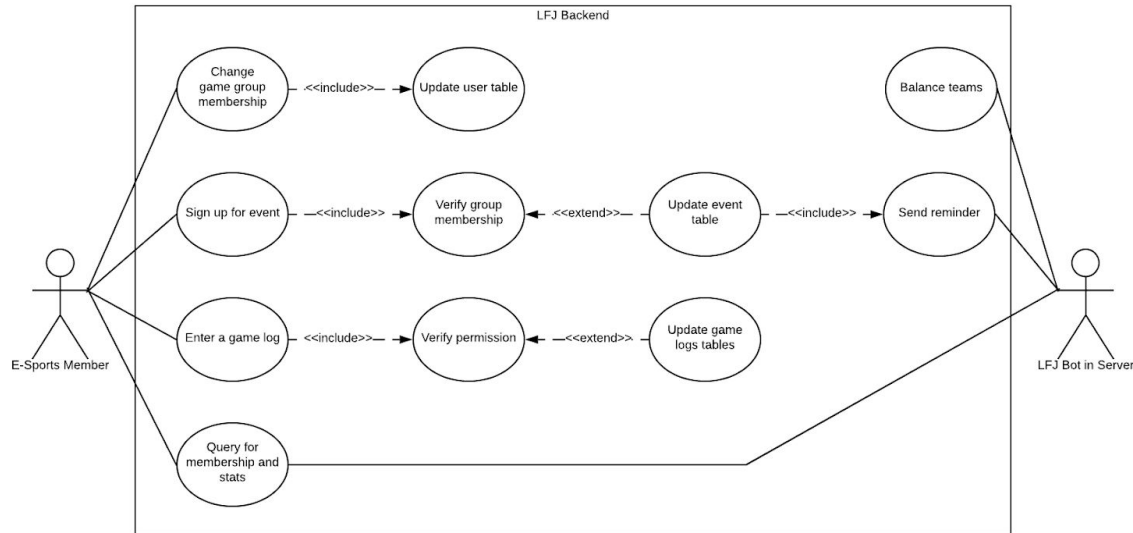 LFJ Backend
Change
game group
membership
<<include>>
Update user table
Balance teams
Sign up for event
<<include>>
Verify group
membership
<<extend>>
Update event
table
<<include>>
Send reminder
E-Sports Member
Enter a game log
<<include>>
Verify permission
<<extend>>
Update game
logs tables
LFJ Bot in Server
Query for
membership and
stats